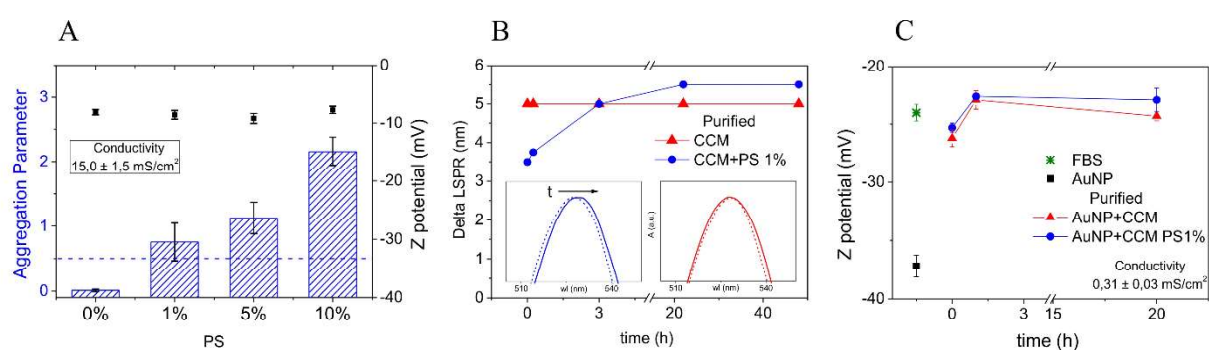 A
Aggregation Parameter
3
2
1
0
Conductivity
15,0 ± 1,5 mS/cm²
0
-10
-20
-30
-40
Z potential (mV)
0% 1% 5% 10%
PS
B
Delta LSPR (nm)
6
5
4
3
2
1
0
Purified
CCM
CCM+PS 1%
t
510 540
wl (nm)
A (a.u.)
510 540
wl (nm)
0 3 20 40
time (h)
C
Z potential (mV)
-20
-30
-40
FBS
AuNP
Purified
AuNP+CCM
AuNP+CCM PS1%
Conductivity
0,31 ± 0,03 mS/cm²
0 3 15 20
time (h)